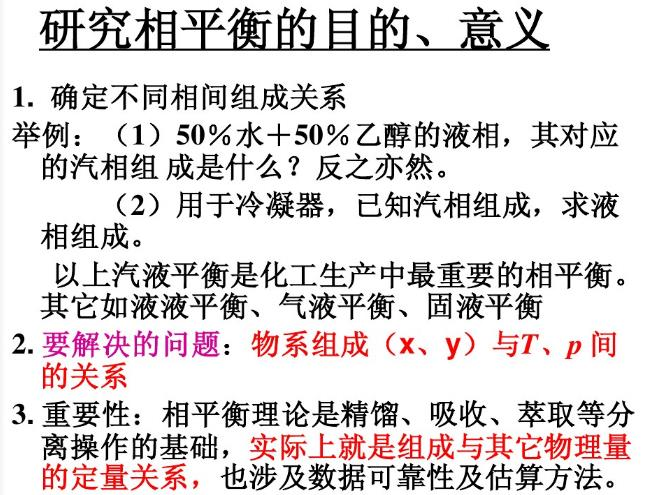 研究相平衡的目的、意义
1. 确定不同相间组成关系
举例：（1）50％水＋50％乙醇的液相，其对应
的汽相组 成是什么？反之亦然。
（2）用于冷凝器，已知汽相组成，求液
相组成。
以上汽液平衡是化工生产中最重要的相平衡。
其它如液液平衡、气液平衡、固液平衡
2. 要解决的问题：物系组成（x、y）与T、p 间
的关系
3. 重要性：相平衡理论是精馏、吸收、萃取等分
离操作的基础，实际上就是组成与其它物理量
的定量关系，也涉及数据可靠性及估算方法。